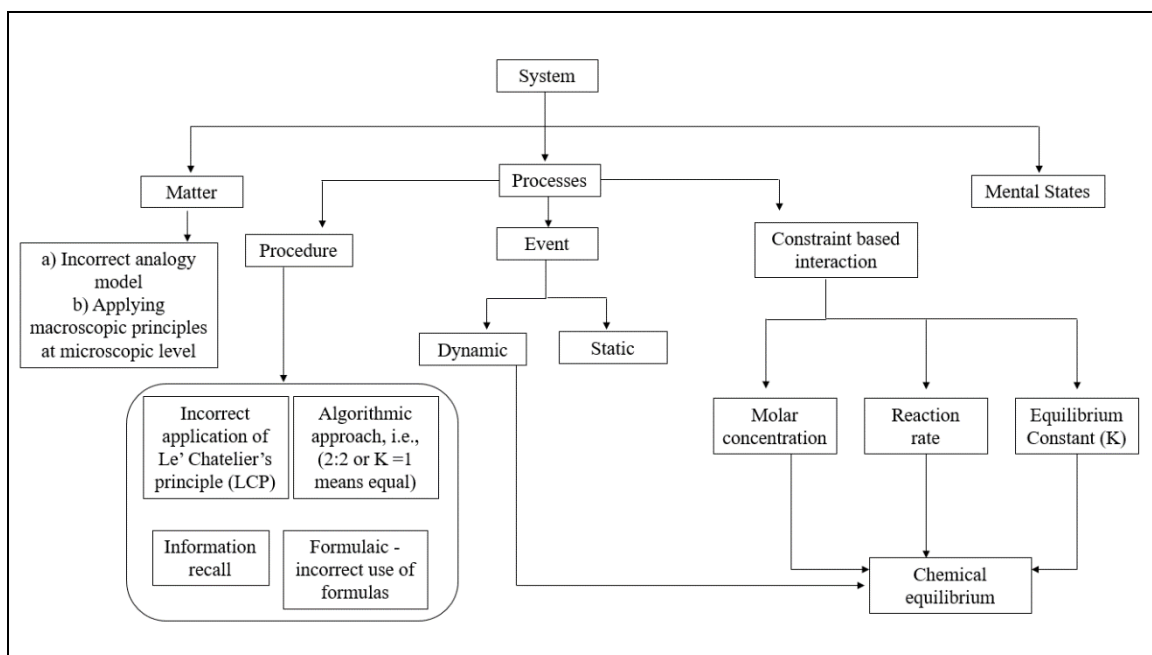 System
Matter
Processes
Mental States
a) Incorrect analogy
model
b) Applying
macroscopic principles
at microscopic level
Procedure
Event
Constraint based
interaction
Dynamic
Static
Incorrect
application of
Le’ Chatelier’s
principle (LCP)
Algorithmic
approach, i.e.,
(2:2 or K =1
means equal)
Information
recall
Formulaic -
incorrect use of
formulas
Molar
concentration
Reaction
rate
Equilibrium
Constant (K)
Chemical
equilibrium